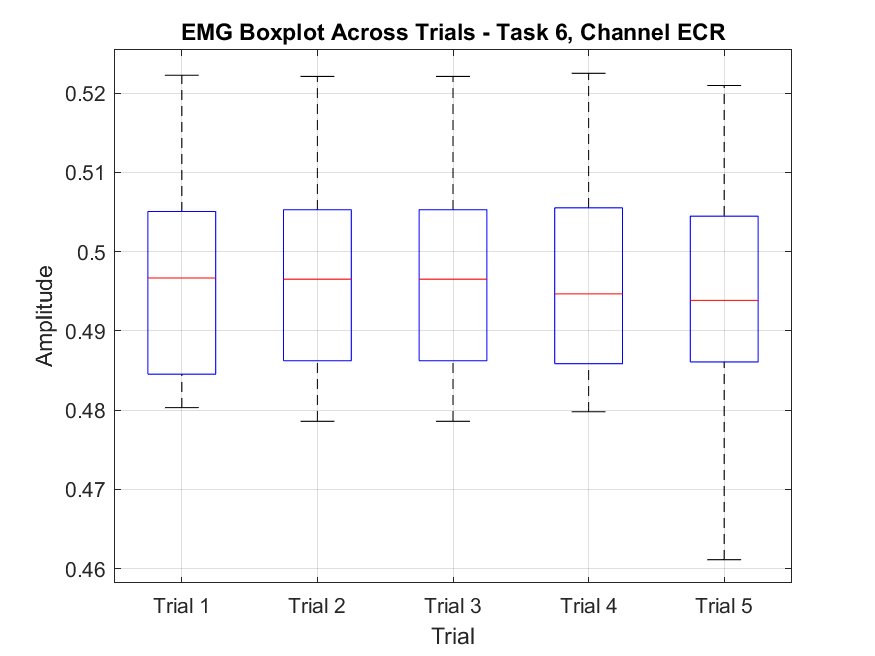 EMG Boxplot Across Trials - Task 6, Channel ECR
0.52
0.51
0.5
0.49
0.48
0.47
0.46
Amplitude
Trial 1 Trial 2 Trial 3 Trial 4 Trial 5
Trial